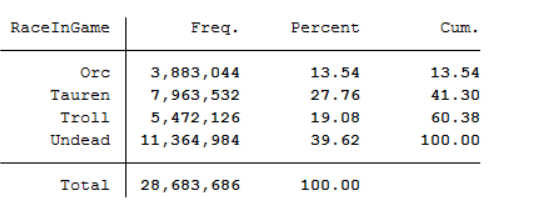 RaceInGame Freq. Percent Cum.
Orc 3,883,044 13.54 13.54
Tauren 7,963,532 27.76 41.30
Troll 5,472,126 19.08 60.38
Undead 11,364,984 39.62 100.00
Total 28,683,686 100.00